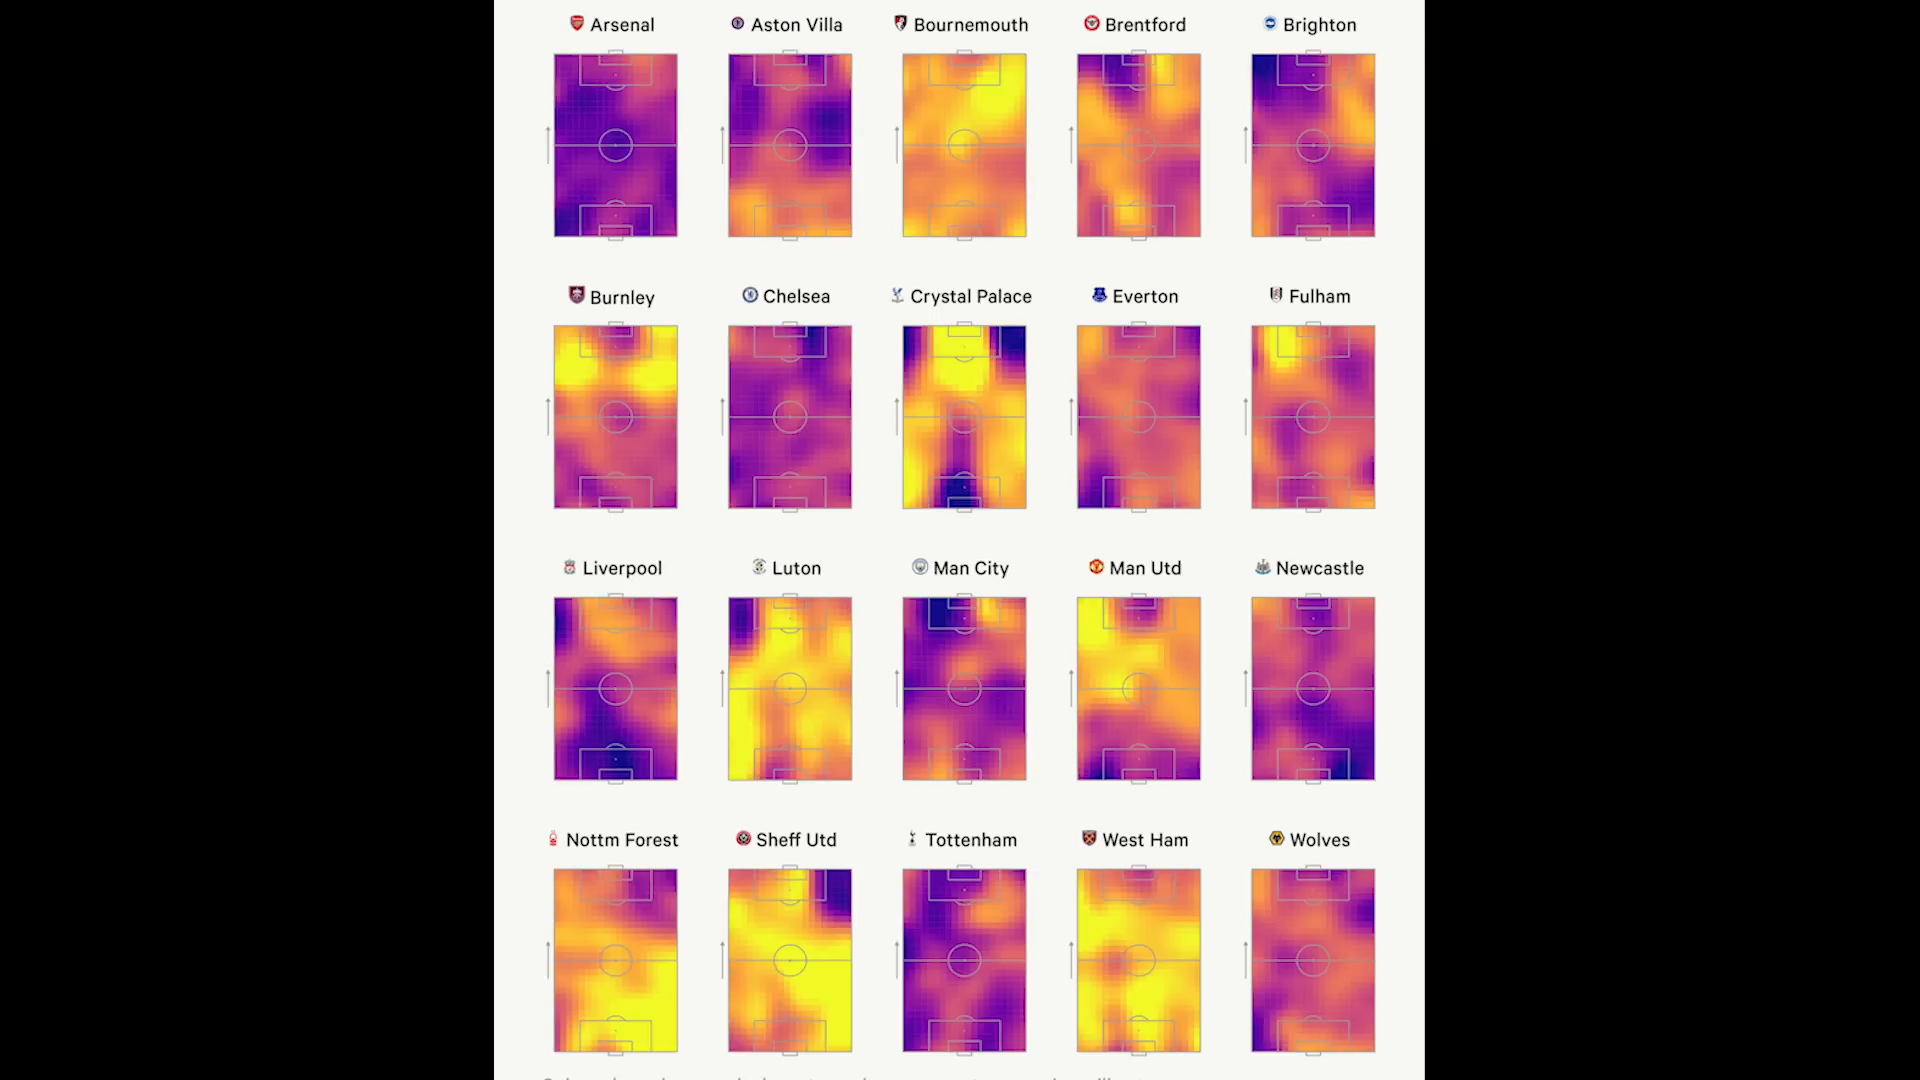 Arsenal
Aston Villa
Bournemouth
Brentford
Brighton
Burnley
Chelsea
Crystal Palace
Everton
Fulham
Liverpool
Luton
Man City
Man Utd
Newcastle
Nottm Forest
Sheff Utd
Tottenham
West Ham
Wolves